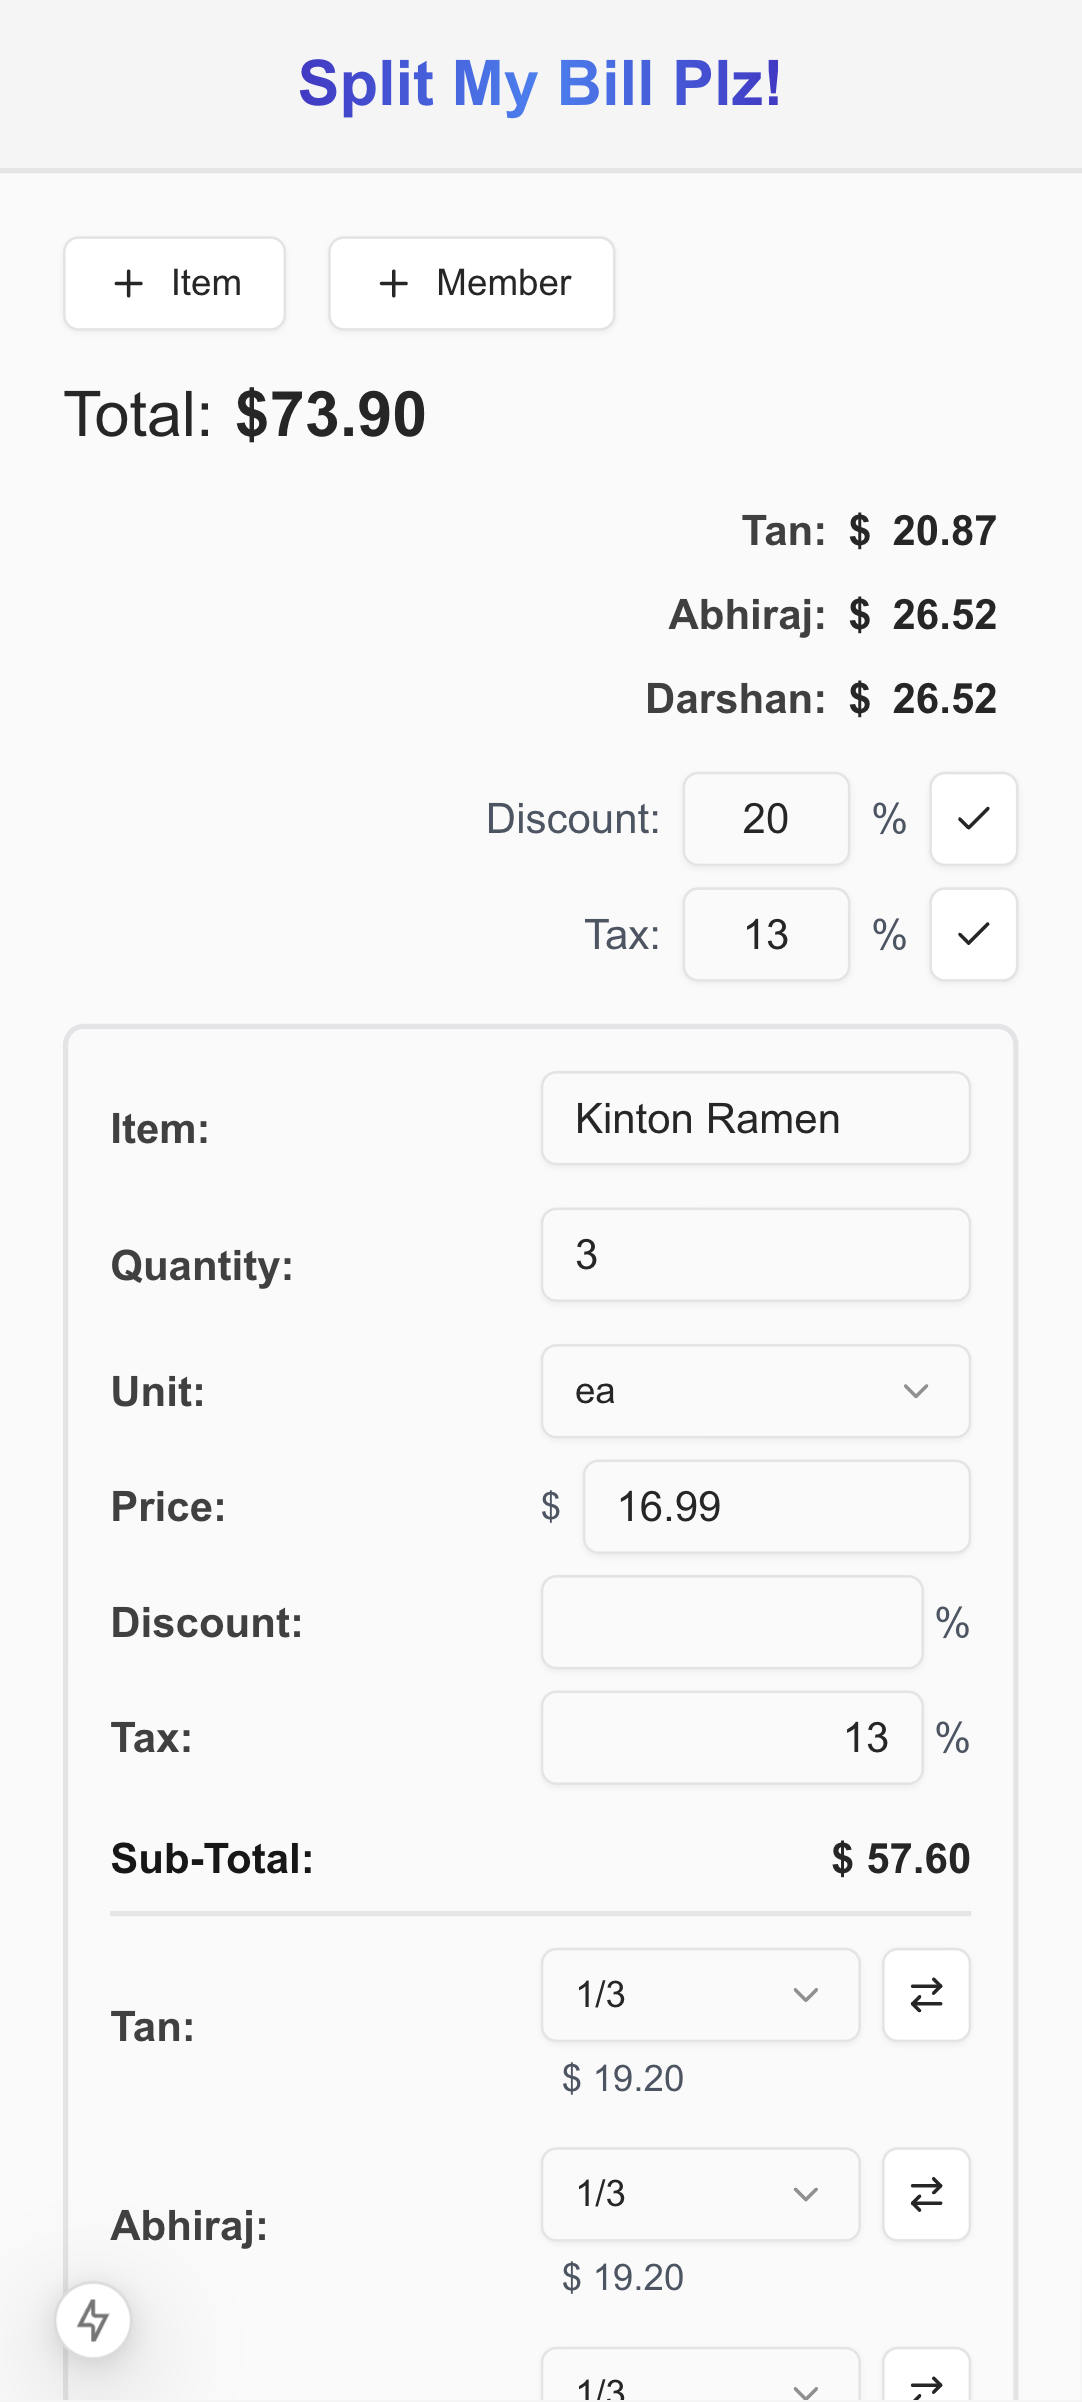 Split My Bill Plz!
+ Item + Member
Total: $73.90
Tan: $ 20.87
Abhiraj: $ 26.52
Darshan: $ 26.52
Discount: 20 %
Tax: 13 %
Item: Kinton Ramen
Quantity: 3
Unit: ea
Price: $ 16.99
Discount: %
Tax: 13 %
Sub-Total: $ 57.60
Tan: 1/3
$ 19.20
Abhiraj: 1/3
$ 19.20
1/3